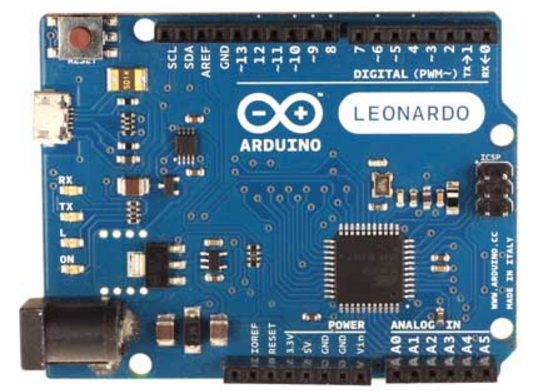 RESET
SCL
SDA
AREF
GND
~13
12
~11
~10
~9
8
7
~6
~5
4
~3
2
TX→1
RX←0
DIGITAL (PWM~)
LEONARDO
ARDUINO
ICSP
RX
TX
L
ON
WWW.ARDUINO.CC
MADE IN ITALY
POWER
ANALOG IN
IOREF
RESET
3.3V
5V
GND
GND
Vin
A0
A1
A2
A3
A4
A5